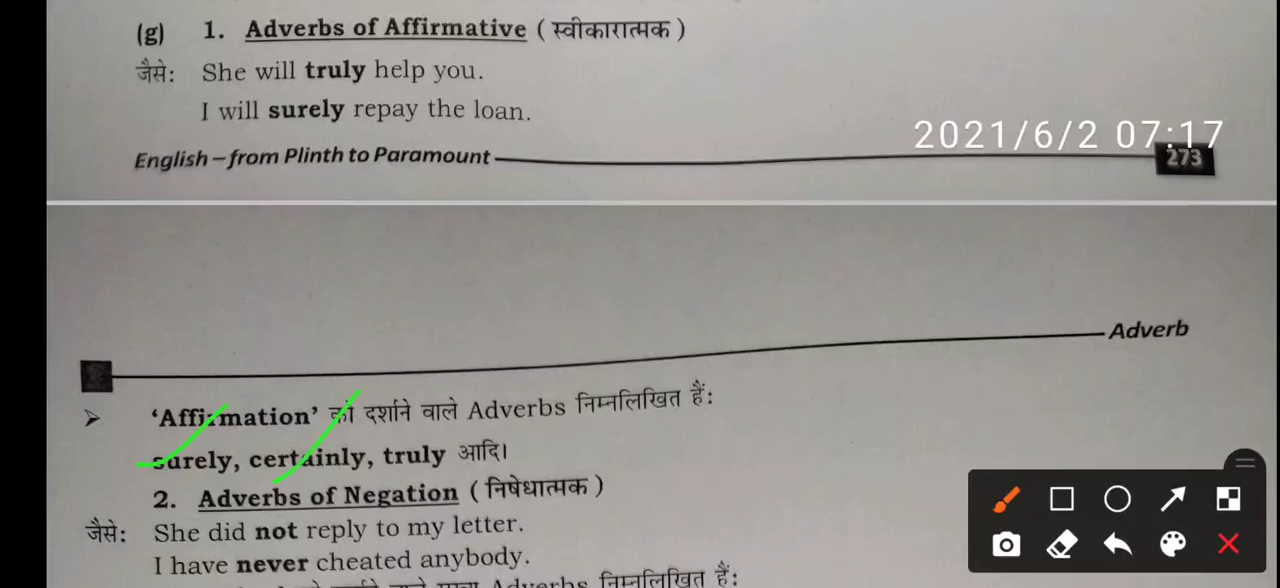 (g) 1. Adverbs of Affirmative ( स्वीकारात्मक )
जैसे: She will truly help you.
I will surely repay the loan.
2021/6/2 07:17
English – from Plinth to Paramount
273
Adverb
➢ ‘Affirmation’ को दर्शाने वाले Adverbs निम्नलिखित हैं:
surely, certainly, truly आदि।
2. Adverbs of Negation ( निषेधात्मक )
जैसे: She did not reply to my letter.
I have never cheated anybody.
वाले Adverbs निम्नलिखित हैं: